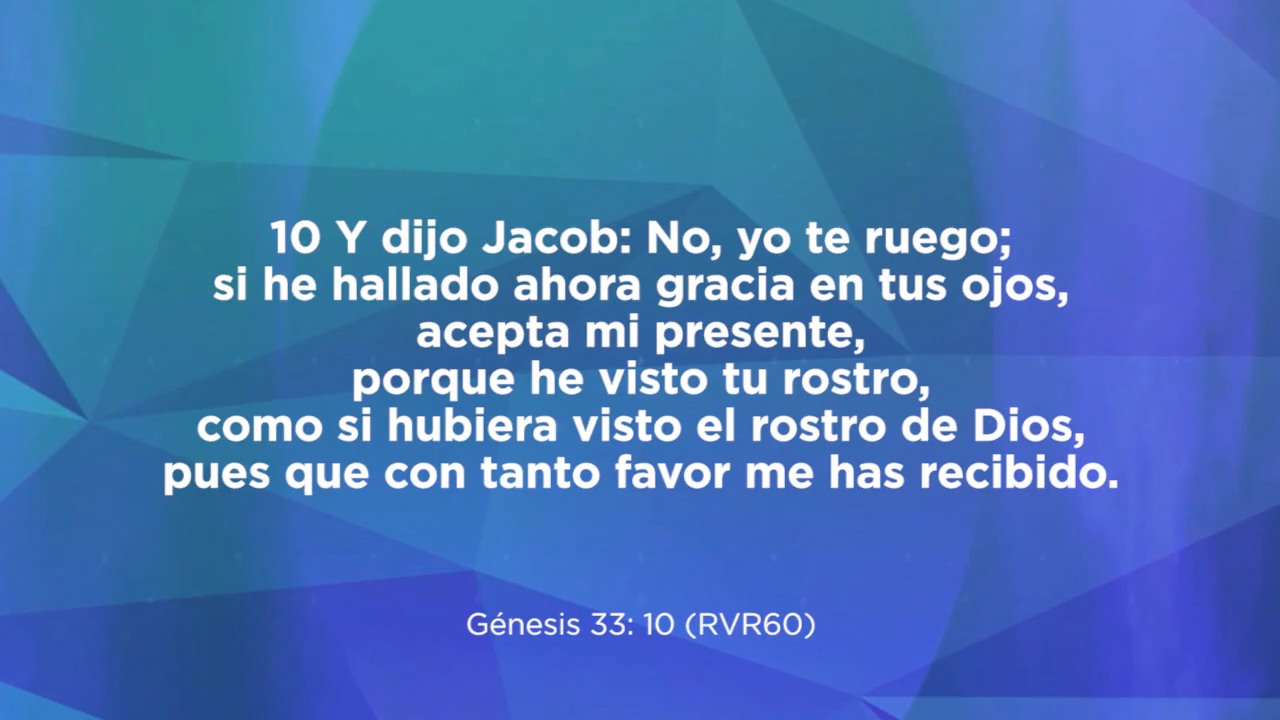 10 Y dijo Jacob: No, yo te ruego;
si he hallado ahora gracia en tus ojos,
acepta mi presente,
porque he visto tu rostro,
como si hubiera visto el rostro de Dios,
pues que con tanto favor me has recibido.
Génesis 33: 10 (RVR60)